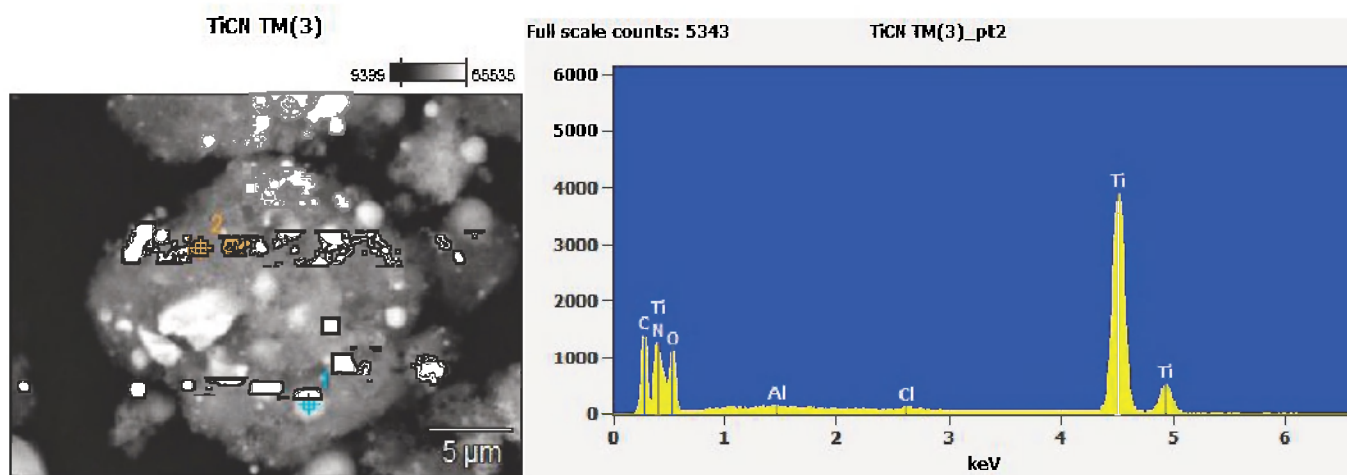 TiCN TM(3)
9399 65535
2
1
5 µm
Full scale counts: 5343
TiCN TM(3)_pt2
6000
5000
4000
3000
2000
1000
0
C
Ti
N
O
Al
Cl
Ti
Ti
0 1 2 3 4 5 6
keV